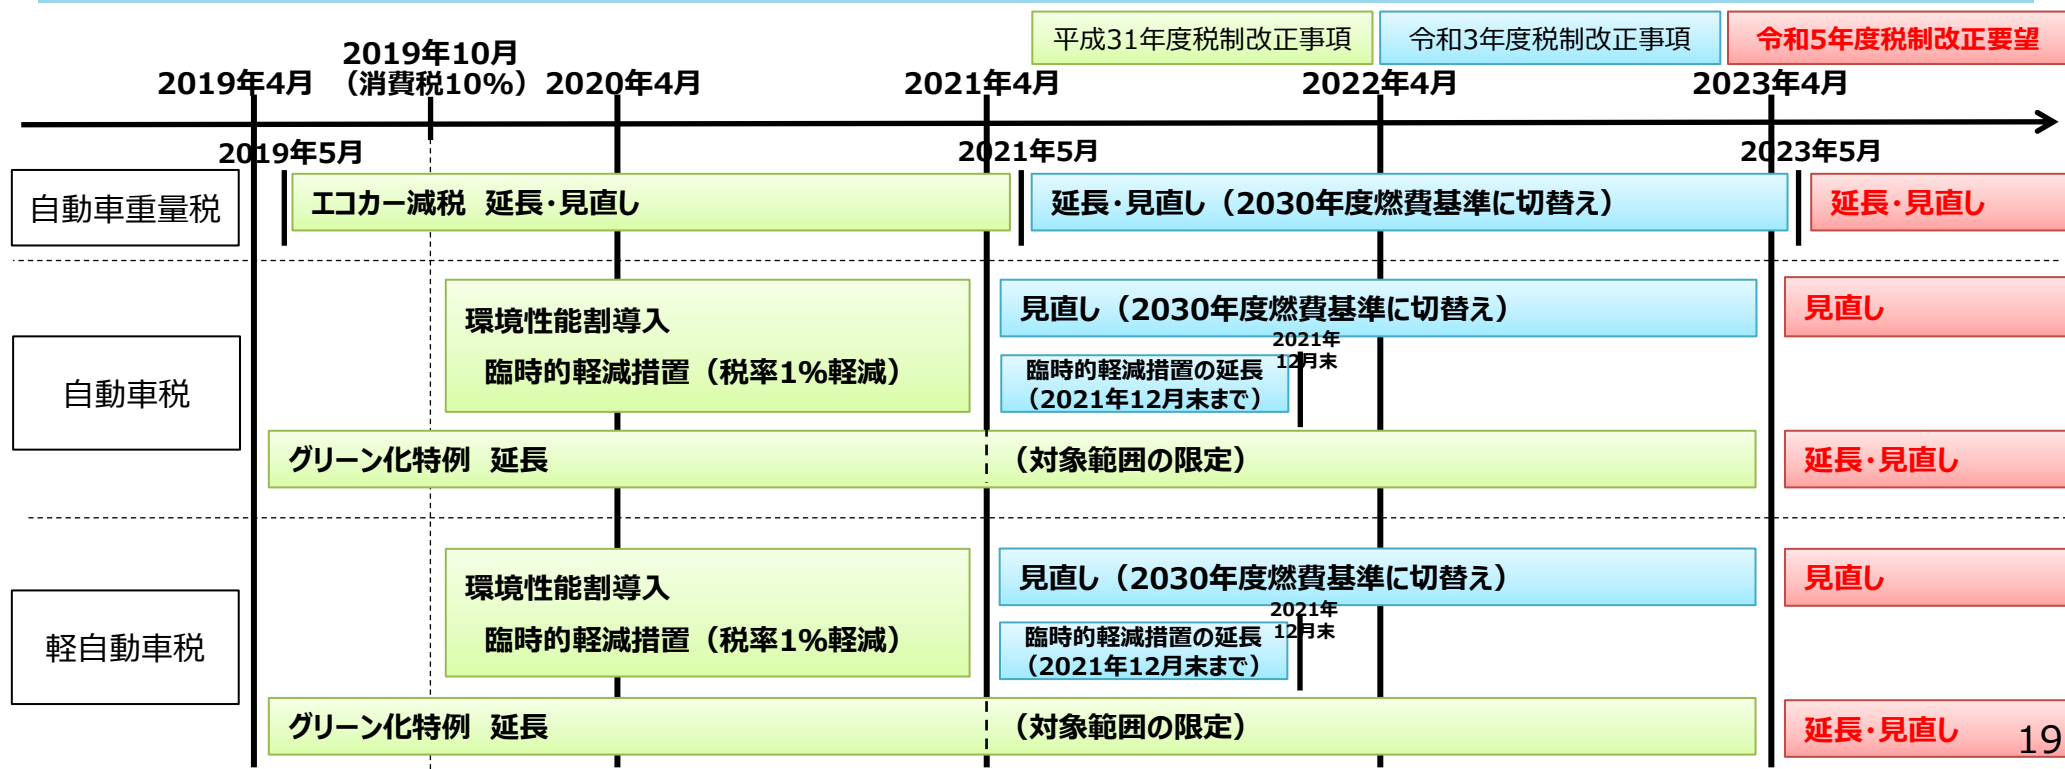 平成31年度税制改正事項
令和3年度税制改正事項
令和5年度税制改正要望
2019年4月
2019年10月
（消費税10%）
2020年4月
2021年4月
2022年4月
2023年4月
2019年5月
2021年5月
2023年5月
自動車重量税
エコカー減税 延長・見直し
延長・見直し（2030年度燃費基準に切替え）
延長・見直し
自動車税
環境性能割導入
臨時的軽減措置（税率1%軽減）
見直し（2030年度燃費基準に切替え）
2021年
12月末
臨時的軽減措置の延長
（2021年12月末まで）
見直し
グリーン化特例 延長
（対象範囲の限定）
延長・見直し
軽自動車税
環境性能割導入
臨時的軽減措置（税率1%軽減）
見直し（2030年度燃費基準に切替え）
2021年
12月末
臨時的軽減措置の延長
（2021年12月末まで）
見直し
グリーン化特例 延長
（対象範囲の限定）
延長・見直し
19